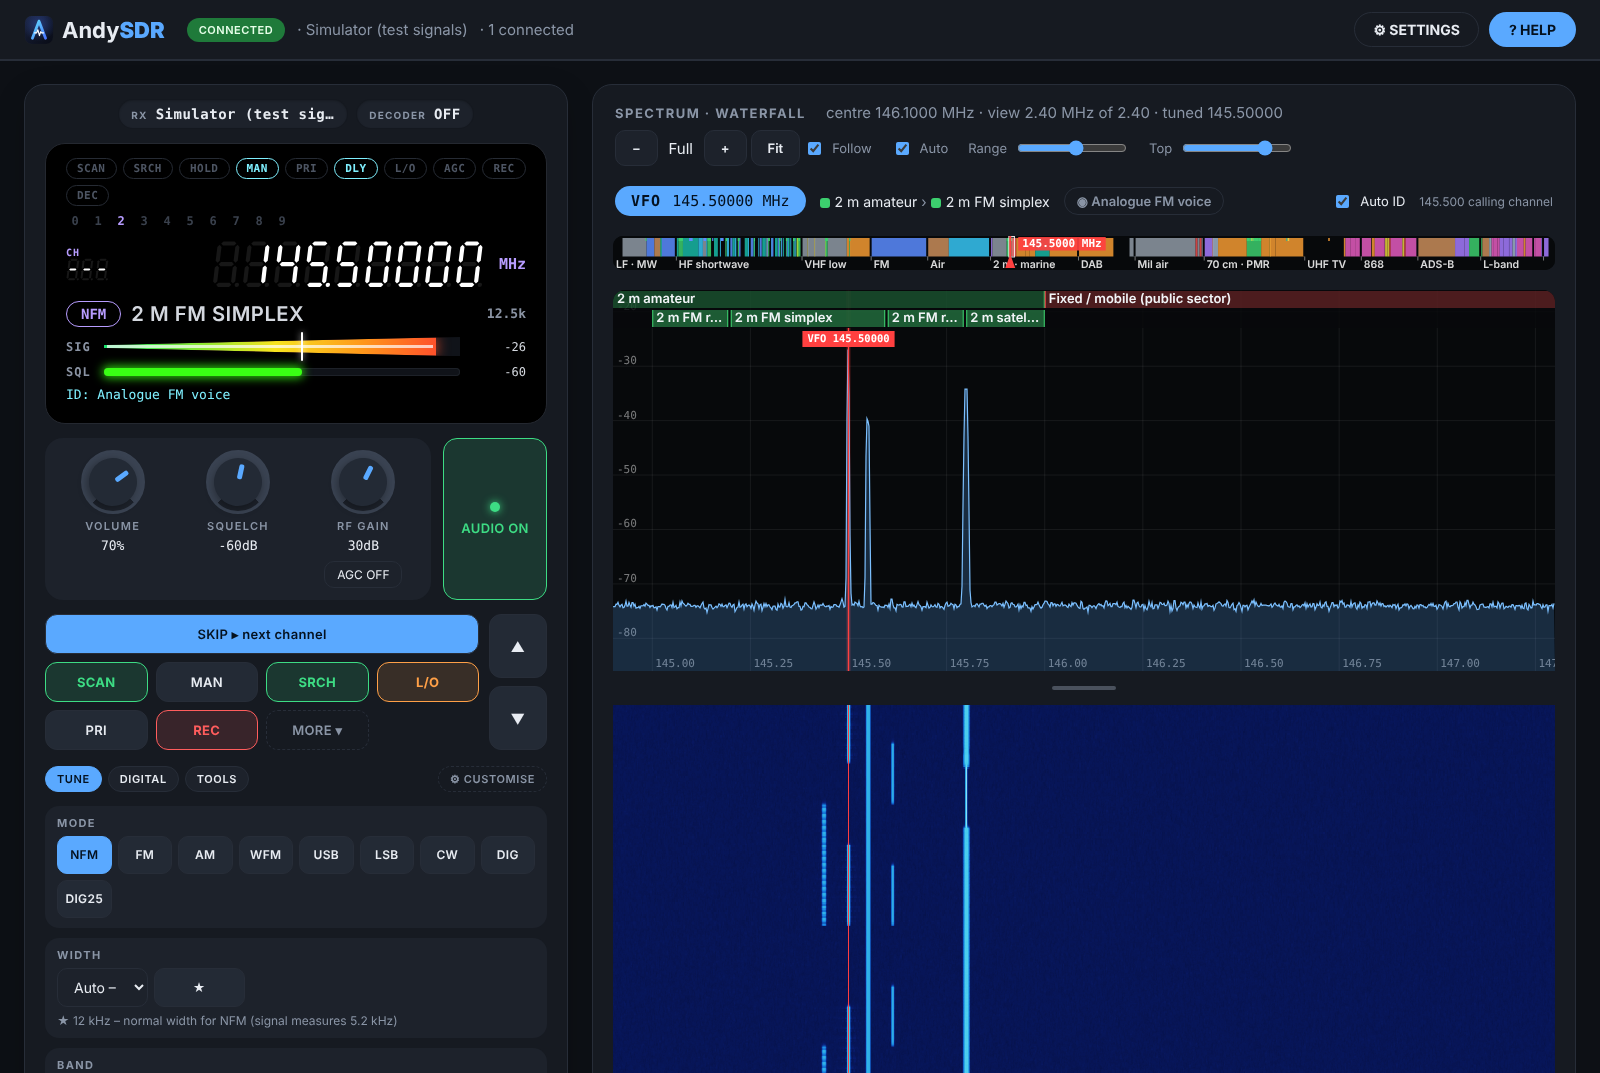 AndySDR CONNECTED · Simulator (test signals) · 1 connected ⚙ SETTINGS ? HELP
RX Simulator (test sig… DECODER OFF
SCAN SRCH HOLD MAN PRI DLY L/O AGC REC
DEC
0 1 2 3 4 5 6 7 8 9
CH
--- 145.50000 MHz
NFM 2 M FM SIMPLEX 12.5k
SIG -26
SQL -60
ID: Analogue FM voice
VOLUME SQUELCH RF GAIN
70% -60dB 30dB
AGC OFF
AUDIO ON
SKIP ▸ next channel ▲
SCAN MAN SRCH L/O
PRI REC MORE ▾ ▼
TUNE DIGITAL TOOLS ⚙ CUSTOMISE
MODE
NFM FM AM WFM USB LSB CW DIG
DIG25
WIDTH
Auto – ★
★ 12 kHz – normal width for NFM (signal measures 5.2 kHz)
BAND
SPECTRUM · WATERFALL centre 146.1000 MHz · view 2.40 MHz of 2.40 · tuned 145.50000
− Full + Fit Follow Auto Range Top
VFO 145.50000 MHz 2 m amateur › 2 m FM simplex ◉ Analogue FM voice Auto ID 145.500 calling channel
145.5000 MHz
LF · MW HF shortwave VHF low FM Air 2 m · marine DAB Mil air 70 cm · PMR UHF TV 868 ADS-B L-band
2 m amateur Fixed / mobile (public sector)
2 m FM r… 2 m FM simplex 2 m FM r… 2 m satel…
VFO 145.50000
-30
-40
-50
-60
-70
-80
145.00 145.25 145.50 145.75 146.00 146.25 146.50 146.75 147.00 147